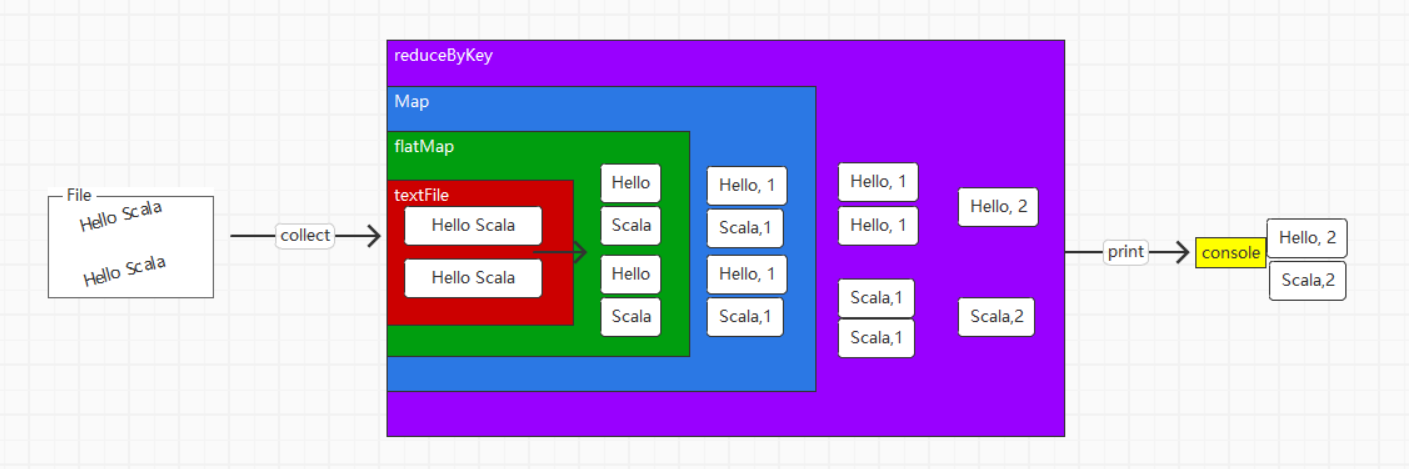 File
Hello Scala
Hello Scala
collect
reduceByKey
Map
flatMap
textFile
Hello Scala
Hello Scala
Hello
Scala
Hello
Scala
Hello, 1
Scala,1
Hello, 1
Scala,1
Hello, 1
Hello, 1
Scala,1
Scala,1
Hello, 2
Scala,2
print
console
Hello, 2
Scala,2